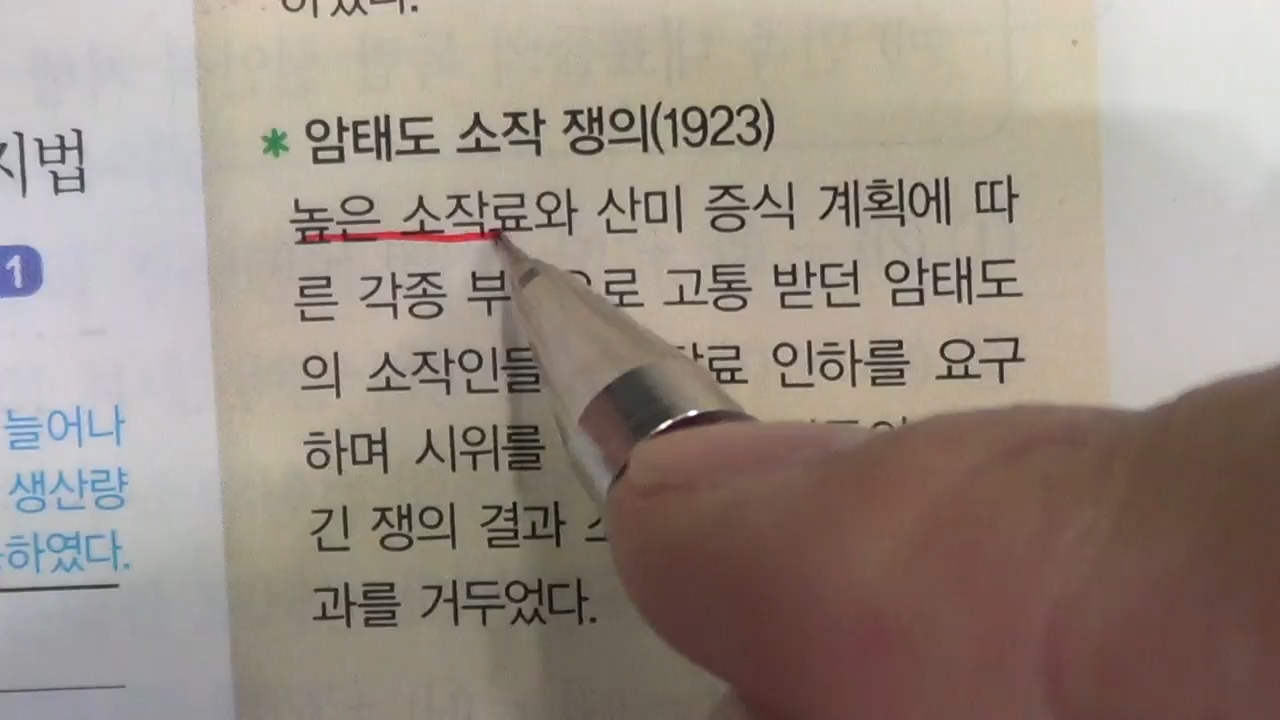 하였다.
지법
1
늘어나
생산량
하였다.
* 암태도 소작 쟁의(1923)
높은 소작료와 산미 증식 계획에 따
른 각종 고통 받던 암태도
의 소작인들 인하를 요구
하며 시위를
긴 쟁의 결과
과를 거두었다.